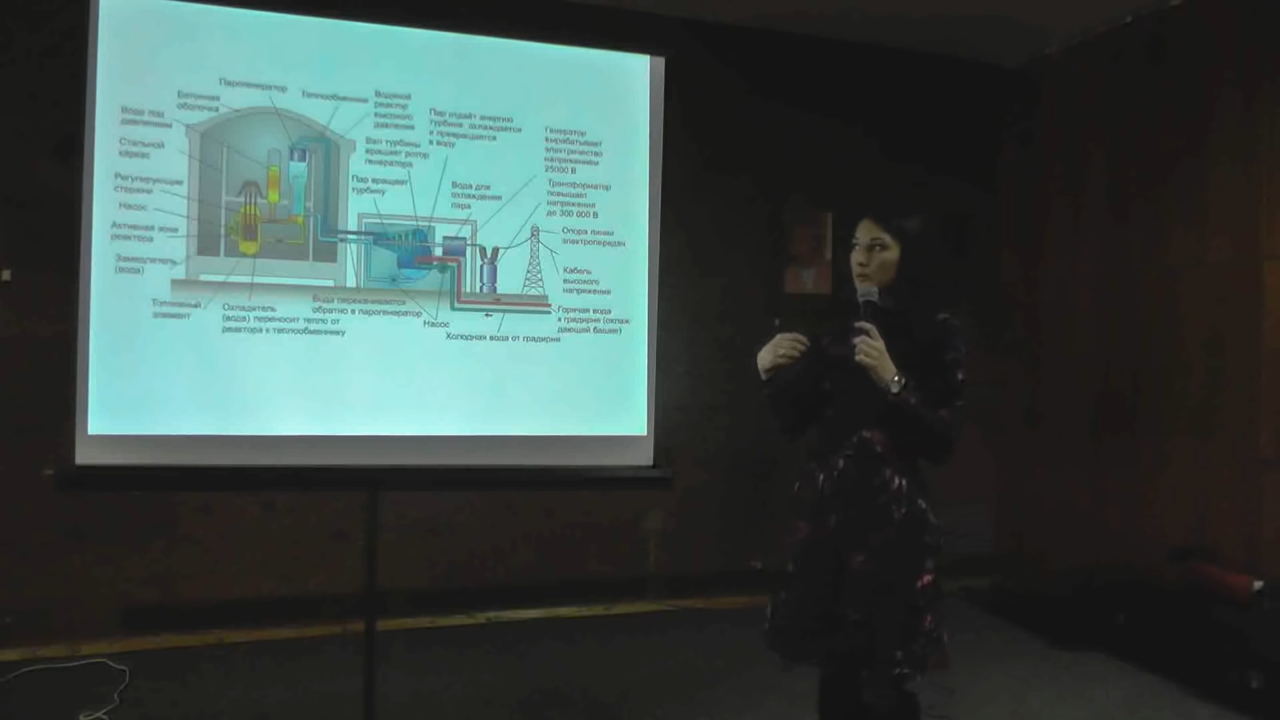 Парогенератор
Бетонная
оболочка
Теплообменник
Водяной
реактор
высокого
давления
Вода под
давлением
Стальной
каркас
Регулирующие
стержни
Насос
Активная зона
реактора
Замедлитель
(вода)
Топливный
элемент
Охладитель
(вода) переносит тепло от
реактора к теплообменнику
Пар отдаёт энергию
турбине охлаждается
и превращается
в воду
Вал турбины
вращает ротор
генератора
Пар вращает
турбину
Вода для
охлаждения
пара
Генератор
вырабатывает
электричество
напряжением
25000 В
Трансформатор
повышает
напряжения
до 300 000 В
Опора линии
электропередач
Кабель
высокого
напряжения
Горячая вода
к градирне (охлаж
дающей башне)
Вода перекачивается
обратно в парогенератор
Насос
Холодная вода от градирни